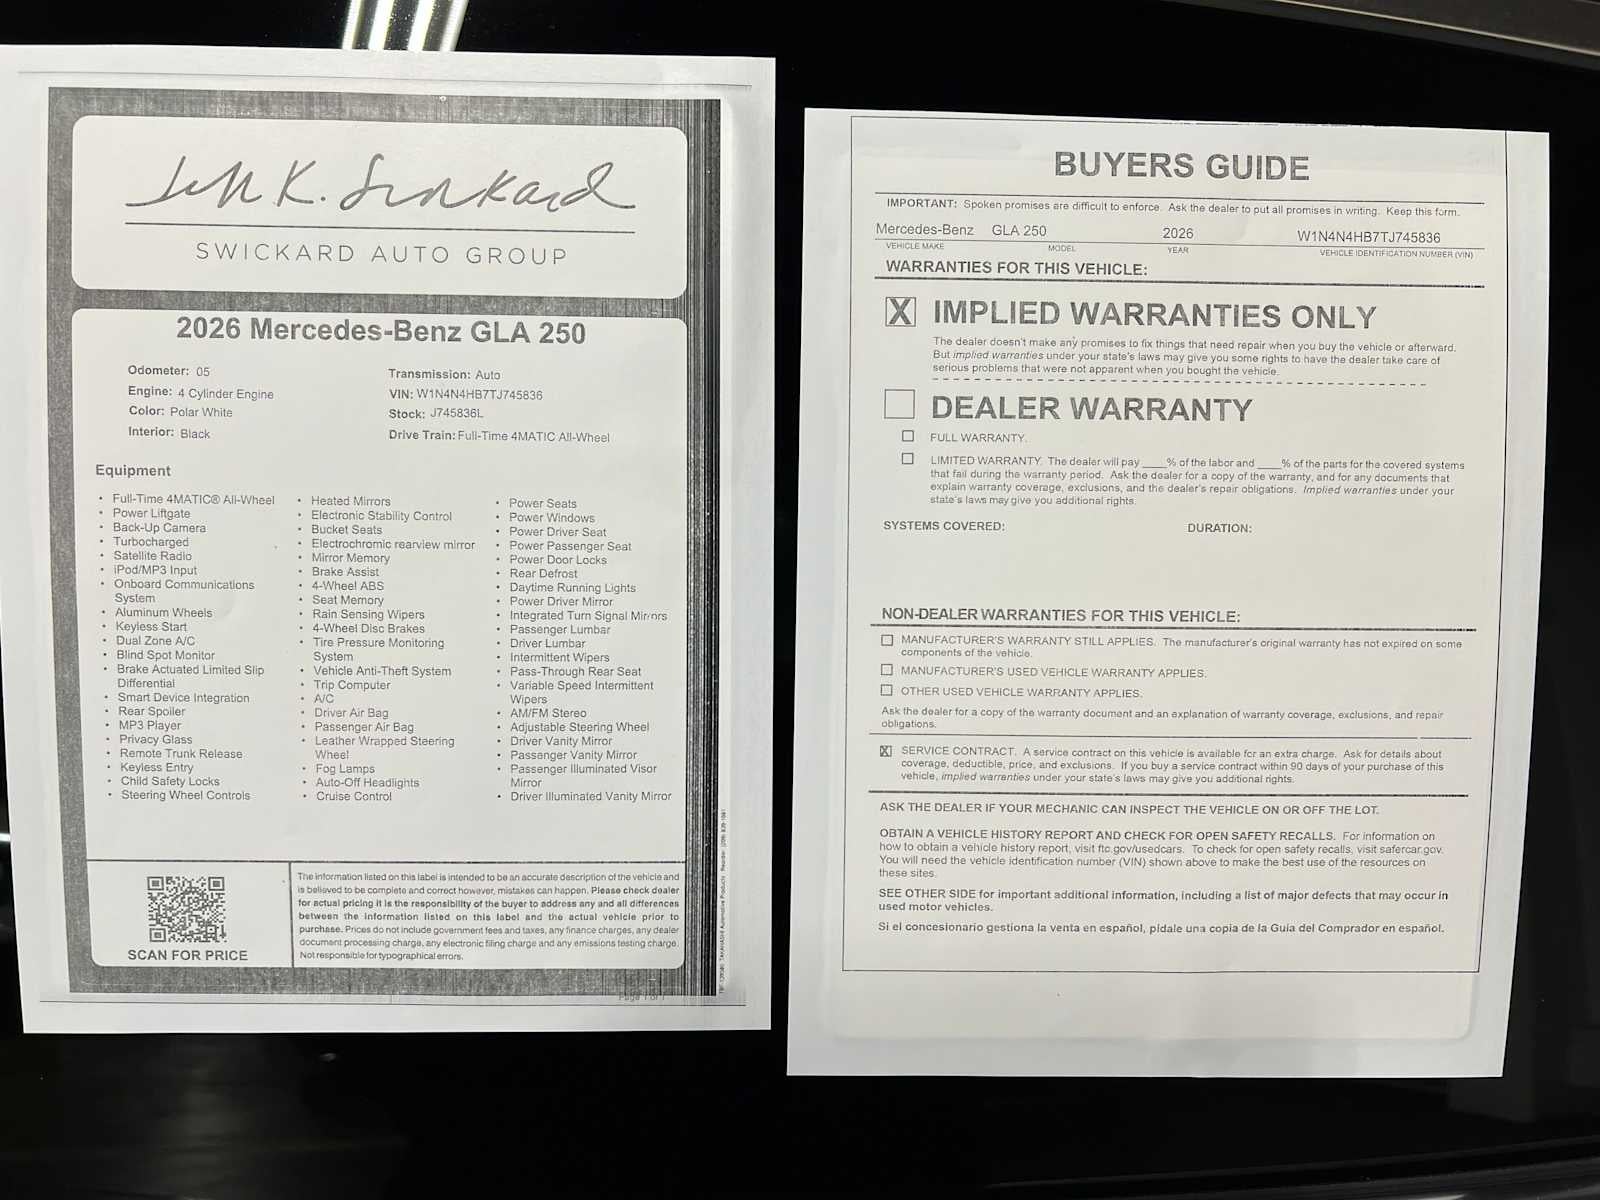 Jeff K. Swickard
SWICKARD AUTO GROUP
2026 Mercedes-Benz GLA 250
Odometer: 05
Engine: 4 Cylinder Engine
Color: Polar White
Interior: Black
Transmission: Auto
VIN: W1N4N4HB7TJ745836
Stock: J745836L
Drive Train: Full-Time 4MATIC All-Wheel
Equipment
• Full-Time 4MATIC® All-Wheel
• Power Liftgate
• Back-Up Camera
• Turbocharged
• Satellite Radio
• iPod/MP3 Input
• Onboard Communications
System
• Aluminum Wheels
• Keyless Start
• Dual Zone A/C
• Blind Spot Monitor
• Brake Actuated Limited Slip
Differential
• Smart Device Integration
• Rear Spoiler
• MP3 Player
• Privacy Glass
• Remote Trunk Release
• Keyless Entry
• Child Safety Locks
• Steering Wheel Controls
• Heated Mirrors
• Electronic Stability Control
• Bucket Seats
• Electrochromic rearview mirror
• Mirror Memory
• Brake Assist
• 4-Wheel ABS
• Seat Memory
• Rain Sensing Wipers
• 4-Wheel Disc Brakes
• Tire Pressure Monitoring
System
• Vehicle Anti-Theft System
• Trip Computer
• A/C
• Driver Air Bag
• Passenger Air Bag
• Leather Wrapped Steering
Wheel
• Fog Lamps
• Auto-Off Headlights
• Cruise Control
• Power Seats
• Power Windows
• Power Driver Seat
• Power Passenger Seat
• Power Door Locks
• Rear Defrost
• Daytime Running Lights
• Power Driver Mirror
• Integrated Turn Signal Mirrors
• Passenger Lumbar
• Driver Lumbar
• Intermittent Wipers
• Pass-Through Rear Seat
• Variable Speed Intermittent
Wipers
• AM/FM Stereo
• Adjustable Steering Wheel
• Driver Vanity Mirror
• Passenger Vanity Mirror
• Passenger Illuminated Visor
Mirror
• Driver Illuminated Vanity Mirror
SCAN FOR PRICE
The information listed on this label is intended to be an accurate description of the vehicle and
is believed to be complete and correct however, mistakes can happen. Please check dealer
for actual pricing it is the responsibility of the buyer to address any and all differences
between the information listed on this label and the actual vehicle prior to
purchase. Prices do not include government fees and taxes, any finance charges, any dealer
document processing charge, any electronic filing charge and any emissions testing charge.
Not responsible for typographical errors.
Page 1 of 1
TAKAHASHI Automotive Products
BUYERS GUIDE
IMPORTANT: Spoken promises are difficult to enforce. Ask the dealer to put all promises in writing. Keep this form.
Mercedes-Benz GLA 250 2026 W1N4N4HB7TJ745836
VEHICLE MAKE MODEL YEAR VEHICLE IDENTIFICATION NUMBER (VIN)
WARRANTIES FOR THIS VEHICLE:
X IMPLIED WARRANTIES ONLY
The dealer doesn't make any promises to fix things that need repair when you buy the vehicle or afterward.
But implied warranties under your state's laws may give you some rights to have the dealer take care of
serious problems that were not apparent when you bought the vehicle.
DEALER WARRANTY
FULL WARRANTY.
LIMITED WARRANTY. The dealer will pay ____% of the labor and ____% of the parts for the covered systems
that fail during the warranty period. Ask the dealer for a copy of the warranty, and for any documents that
explain warranty coverage, exclusions, and the dealer's repair obligations. Implied warranties under your
state's laws may give you additional rights.
SYSTEMS COVERED: DURATION:
NON-DEALER WARRANTIES FOR THIS VEHICLE:
MANUFACTURER'S WARRANTY STILL APPLIES. The manufacturer's original warranty has not expired on some
components of the vehicle.
MANUFACTURER'S USED VEHICLE WARRANTY APPLIES.
OTHER USED VEHICLE WARRANTY APPLIES.
Ask the dealer for a copy of the warranty document and an explanation of warranty coverage, exclusions, and repair
obligations.
X SERVICE CONTRACT. A service contract on this vehicle is available for an extra charge. Ask for details about
coverage, deductible, price, and exclusions. If you buy a service contract within 90 days of your purchase of this
vehicle, implied warranties under your state's laws may give you additional rights.
ASK THE DEALER IF YOUR MECHANIC CAN INSPECT THE VEHICLE ON OR OFF THE LOT.
OBTAIN A VEHICLE HISTORY REPORT AND CHECK FOR OPEN SAFETY RECALLS. For information on
how to obtain a vehicle history report, visit ftc.gov/usedcars. To check for open safety recalls, visit safercar.gov.
You will need the vehicle identification number (VIN) shown above to make the best use of the resources on
these sites.
SEE OTHER SIDE for important additional information, including a list of major defects that may occur in
used motor vehicles.
Si el concesionario gestiona la venta en español, pídale una copia de la Guía del Comprador en español.